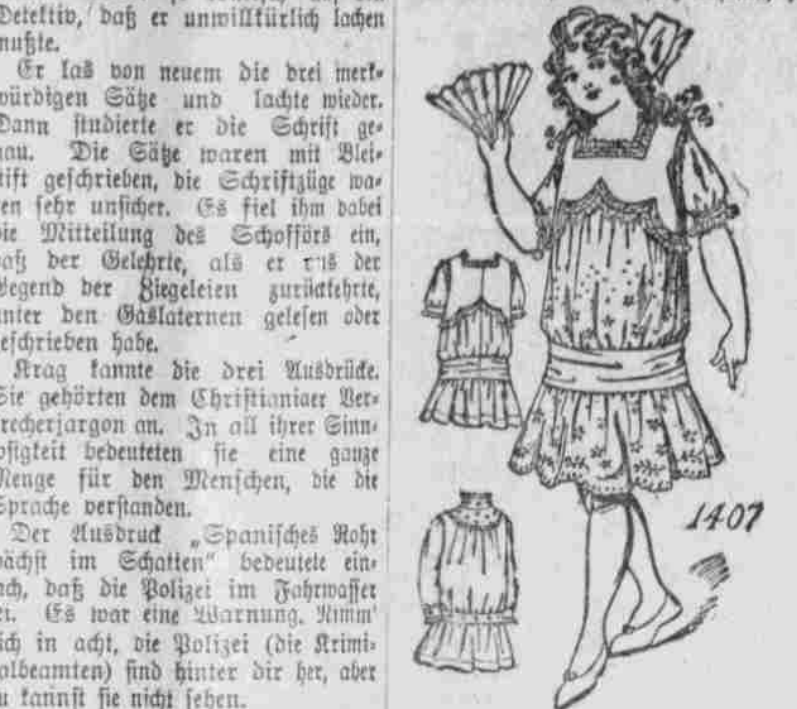 Detektiv, daß er unwillkürlich lachen
mußte.
Er las von neuem die drei merk-
würdigen Sätze und lachte wieder.
Dann studierte er die Schrift ge-
nau. Die Sätze waren mit Blei-
stift geschrieben, die Schriftzüge wa-
ren sehr unsicher. Es fiel ihm dabei
die Mitteilung des Schofförs ein,
daß der Gelehrte, als er aus der
Gegend der Ziegeleien zurückkehrte,
unter den Gaslaternen gelesen oder
geschrieben habe.
Krag kannte die drei Ausdrücke.
Sie gehörten dem Christianiaer Ver-
brecherjargon an. In all ihrer Sinn-
losigkeit bedeuteten sie eine ganze
Menge für den Menschen, die die
Sprache verstanden.
Der Ausdruck „Spanisches Rohr
wächst im Schatten" bedeutete ein-
fach, daß die Polizei im Fahrwasser
sei. Es war eine Warnung. Nimm'
dich in acht, die Polizei (die Krimi-
nalbeamten) sind hinter dir her, aber
du kannst sie nicht sehen.
1407